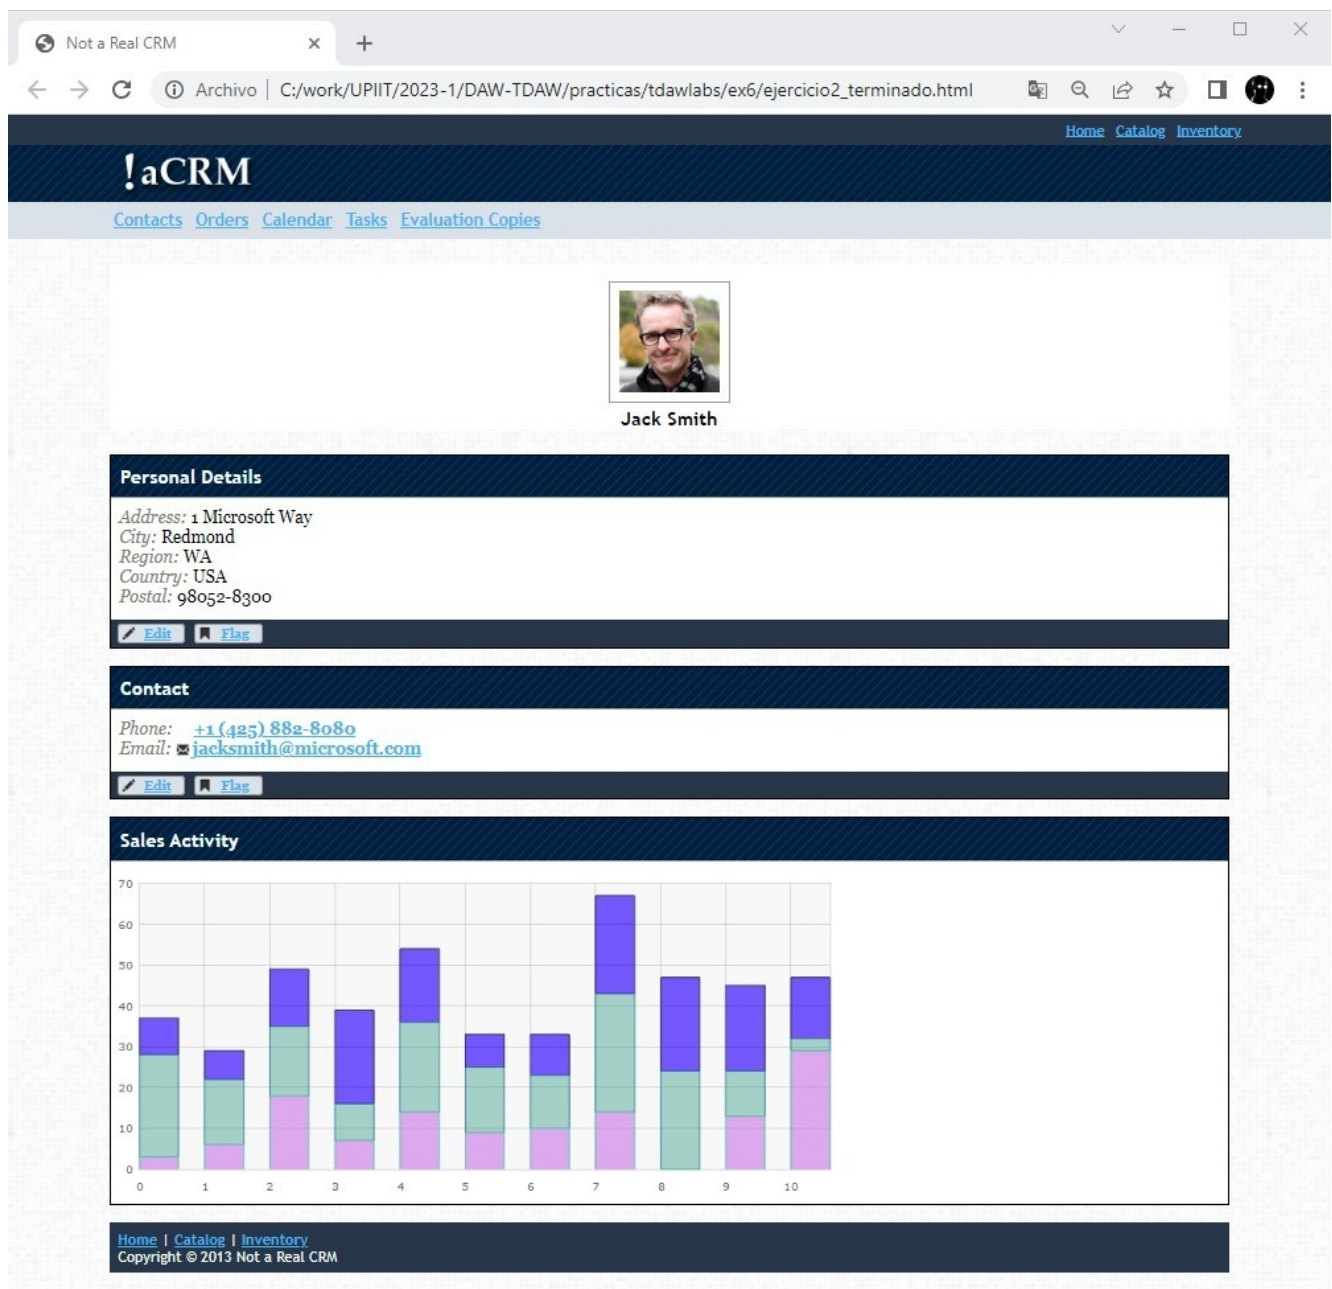 Not a Real CRM
Archivo | C:/work/UPIIT/2023-1/DAW-TDAW/practicas/tdawlabs/ex6/ejercicio2_terminado.html
Home Catalog Inventory
!aCRM
Contacts Orders Calendar Tasks Evaluation Copies
Jack Smith
Personal Details
Address: 1 Microsoft Way
City: Redmond
Region: WA
Country: USA
Postal: 98052-8300
Edit Flag
Contact
Phone: +1 (425) 882-8080
Email: jacksmith@microsoft.com
Edit Flag
Sales Activity
70
60
50
40
30
20
10
0
0 1 2 3 4 5 6 7 8 9 10
Home | Catalog | Inventory
Copyright © 2013 Not a Real CRM